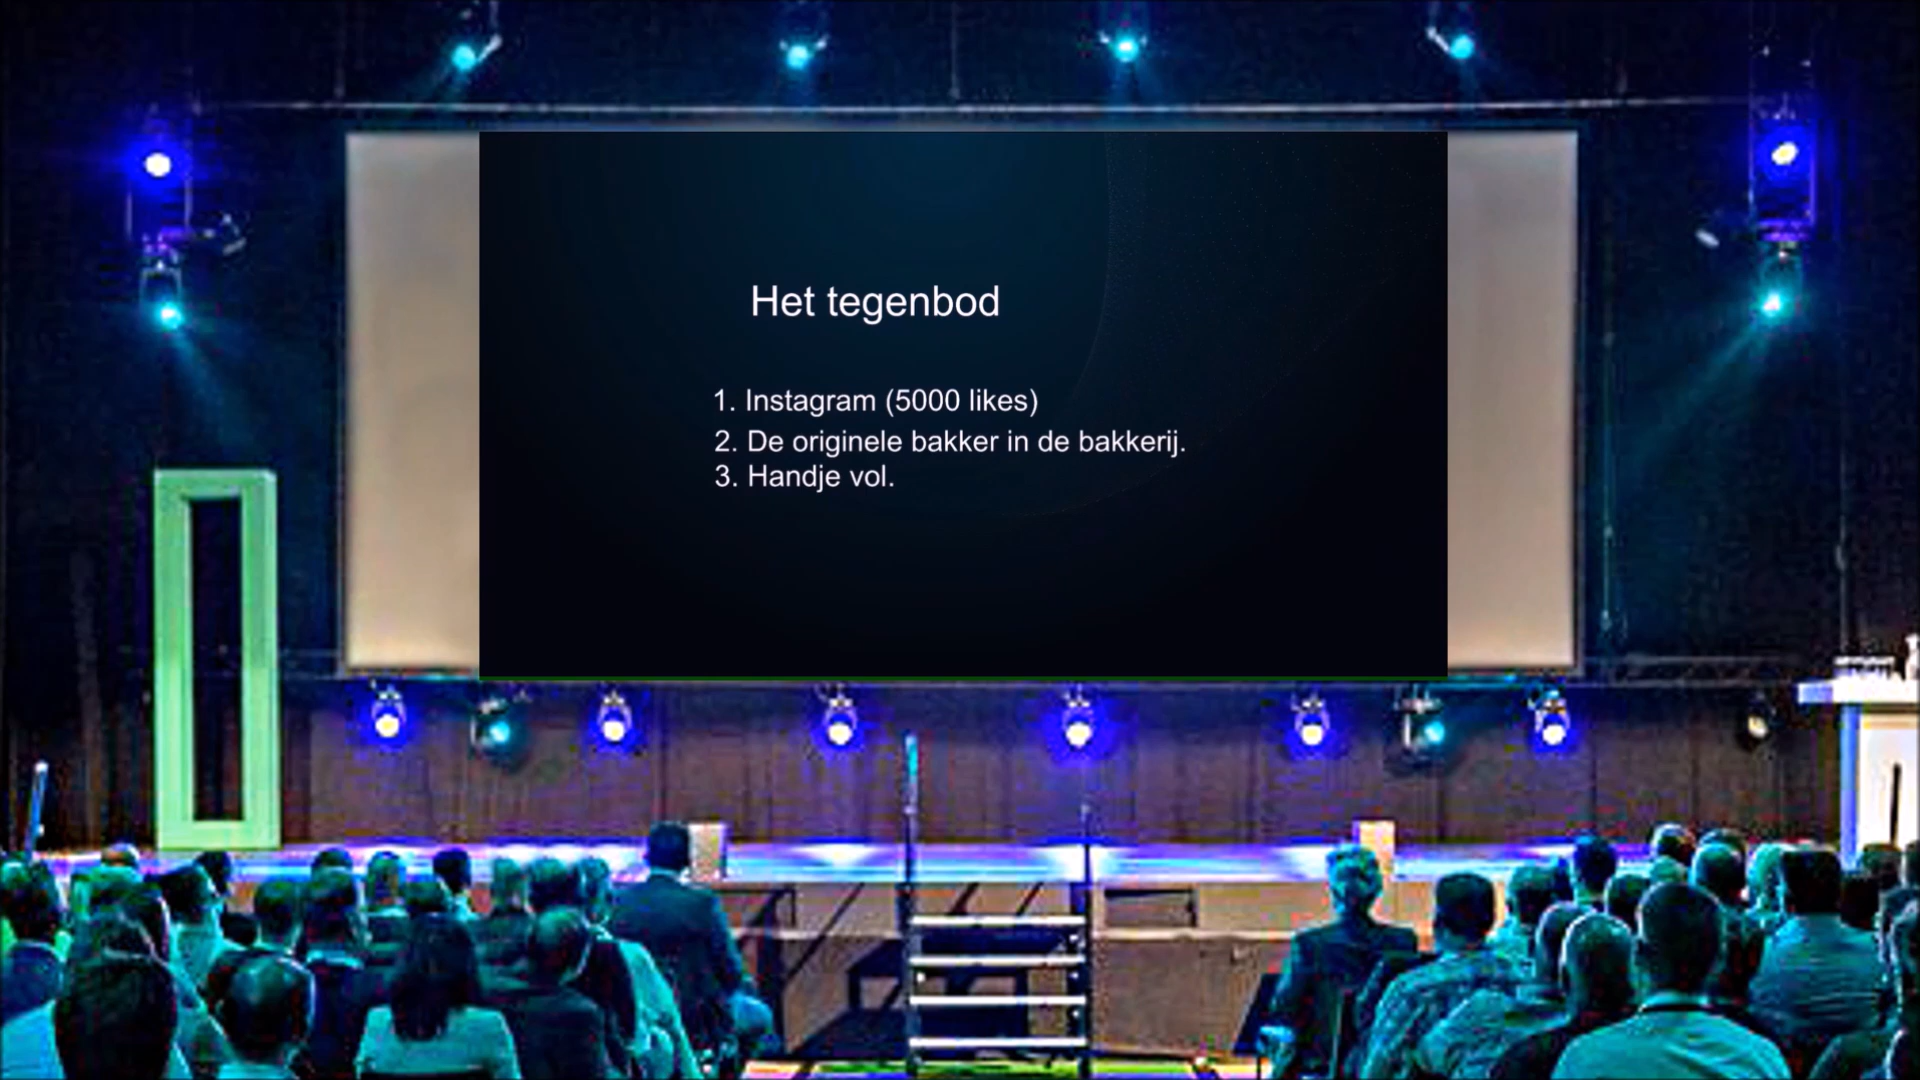 Het tegenbod
1. Instagram (5000 likes)
2. De originele bakker in de bakkerij.
3. Handje vol.